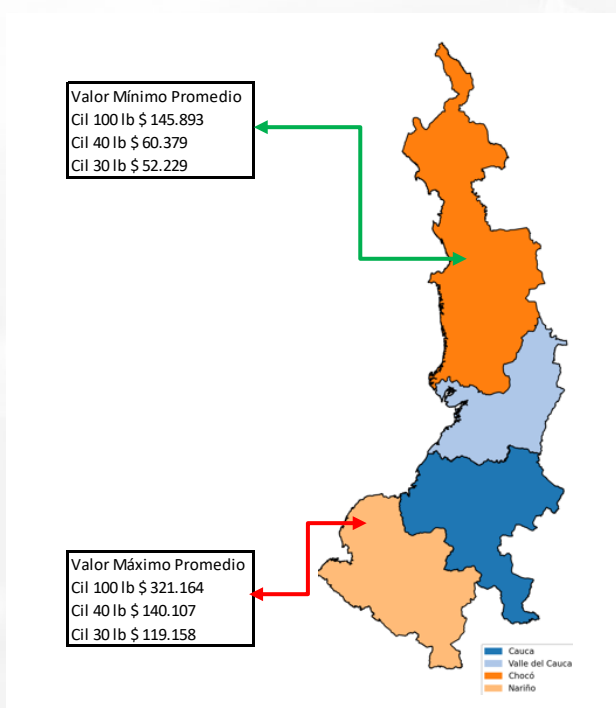 Valor Mínimo Promedio
Cil 100 lb $ 145.893
Cil 40 lb $ 60.379
Cil 30 lb $ 52.229
Valor Máximo Promedio
Cil 100 lb $ 321.164
Cil 40 lb $ 140.107
Cil 30 lb $ 119.158
Cauca
Valle del Cauca
Chocó
Nariño